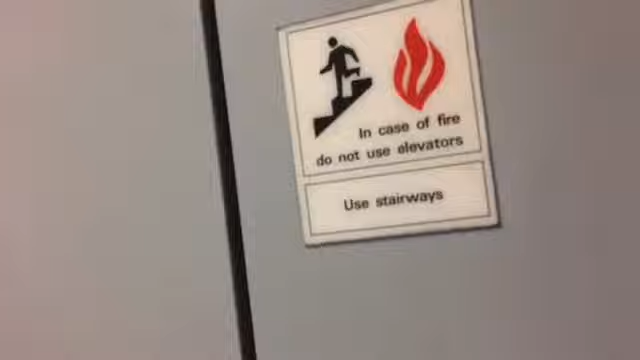 In case of fire
do not use elevators
Use stairways